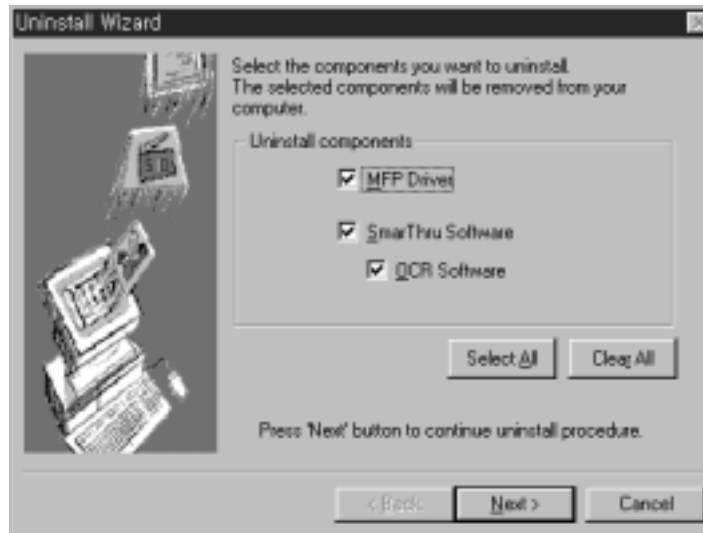 Uninstall Wizard
Select the components you want to uninstall.
The selected components will be removed from your
computer.
Uninstall components
MFP Driver
SmarThru Software
OCR Software
Select All
Clear All
Press 'Next' button to continue uninstall procedure.
< Back
Next >
Cancel